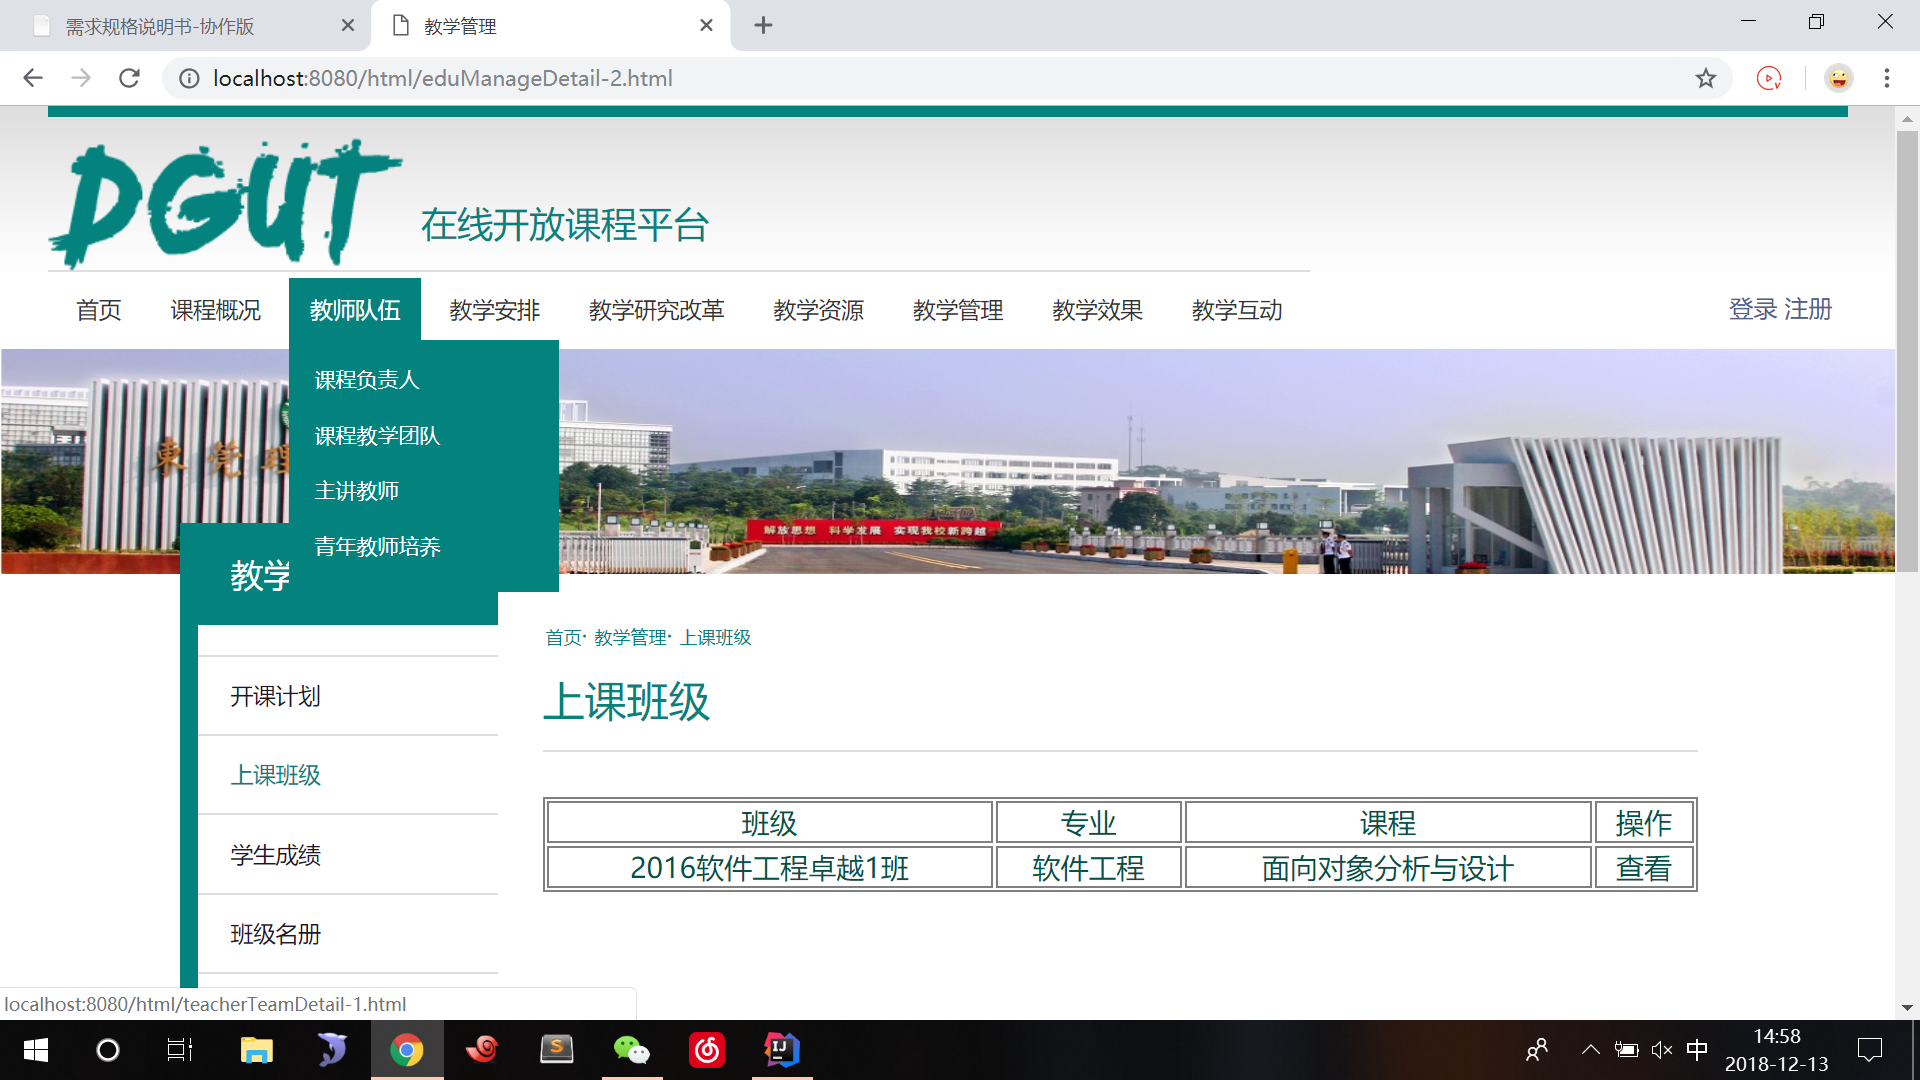 需求规格说明书-协作版
教学管理
localhost:8080/html/eduManageDetail-2.html
DGUT
在线开放课程平台
首页 课程概况 教师队伍 教学安排 教学研究改革 教学资源 教学管理 教学效果 教学互动
登录 注册
课程负责人
课程教学团队
主讲教师
青年教师培养
東莞
解放思想 科学发展 实现我校新跨越
教学
首页· 教学管理· 上课班级
上课班级
开课计划
上课班级
学生成绩
班级名册
班级 专业 课程 操作
2016软件工程卓越1班 软件工程 面向对象分析与设计 查看
localhost:8080/html/teacherTeamDetail-1.html
S
IJ
中
14:58
2018-12-13